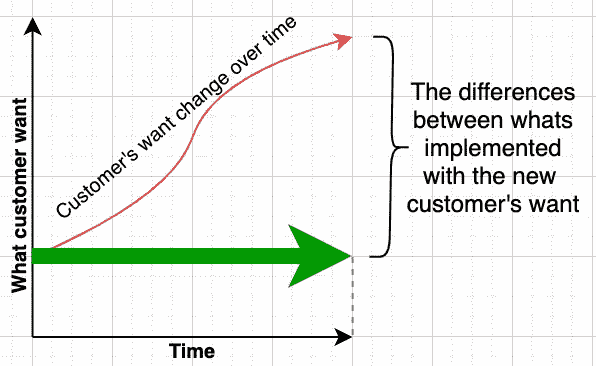 What customer want
Customer's want change over time
The differences
between whats
implemented
with the new
customer's want
Time